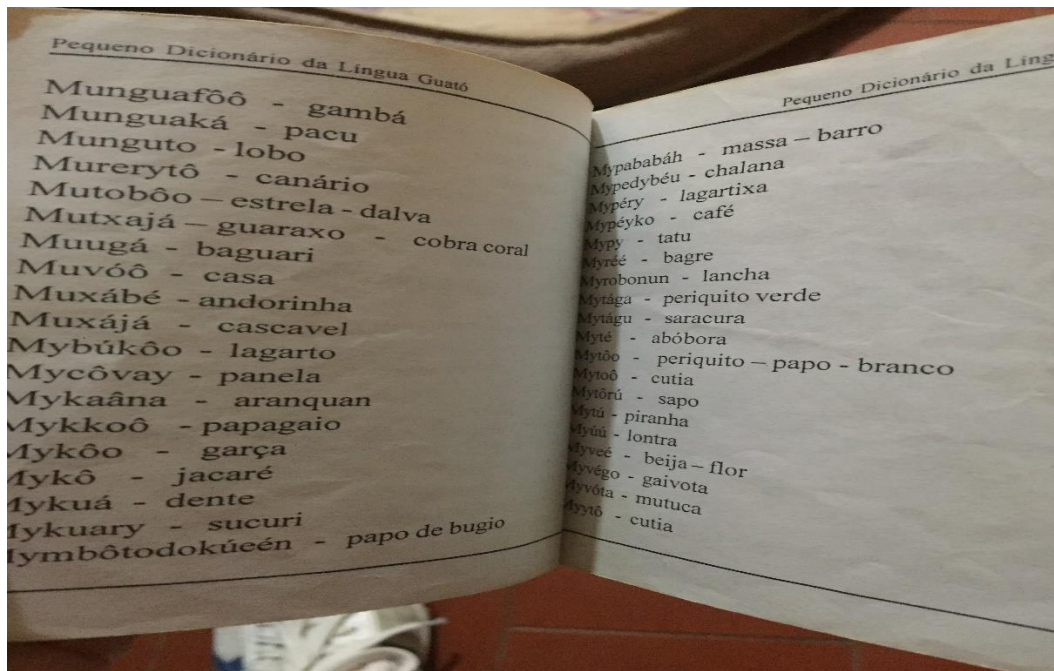 Pequeno Dicionário da Língua Guató
Munguafôô - gambá
Munguaká - pacu
Munguto - lobo
Murerytô - canário
Mutobôo – estrela - dalva
Mutxajá – guaraxo - cobra coral
Muugá - baguari
Muvóô - casa
Muxábé - andorinha
Muxájá - cascavel
Mybúkôo - lagarto
Mycôvay - panela
Mykaâna - aranquan
Mykkoô - papagaio
Mykôo - garça
Mykô - jacaré
Mykuá - dente
Mykuary - sucuri
Mymbôtodokúeén - papo de bugio
Pequeno Dicionário da Líng
Mypababáh - massa – barro
Mypedybéu - chalana
Mypéry - lagartixa
Mypéyko - café
Mypy - tatu
Myréé - bagre
Myrobonun - lancha
Mytága - periquito verde
Mytágu - saracura
Myté - abóbora
Mytôo - periquito – papo - branco
Mytoô - cutia
Mytôrú - sapo
Mytú - piranha
Myúú - lontra
Myveé - beija – flor
Myvégo - gaivota
Myvóta - mutuca
Myytô - cutia